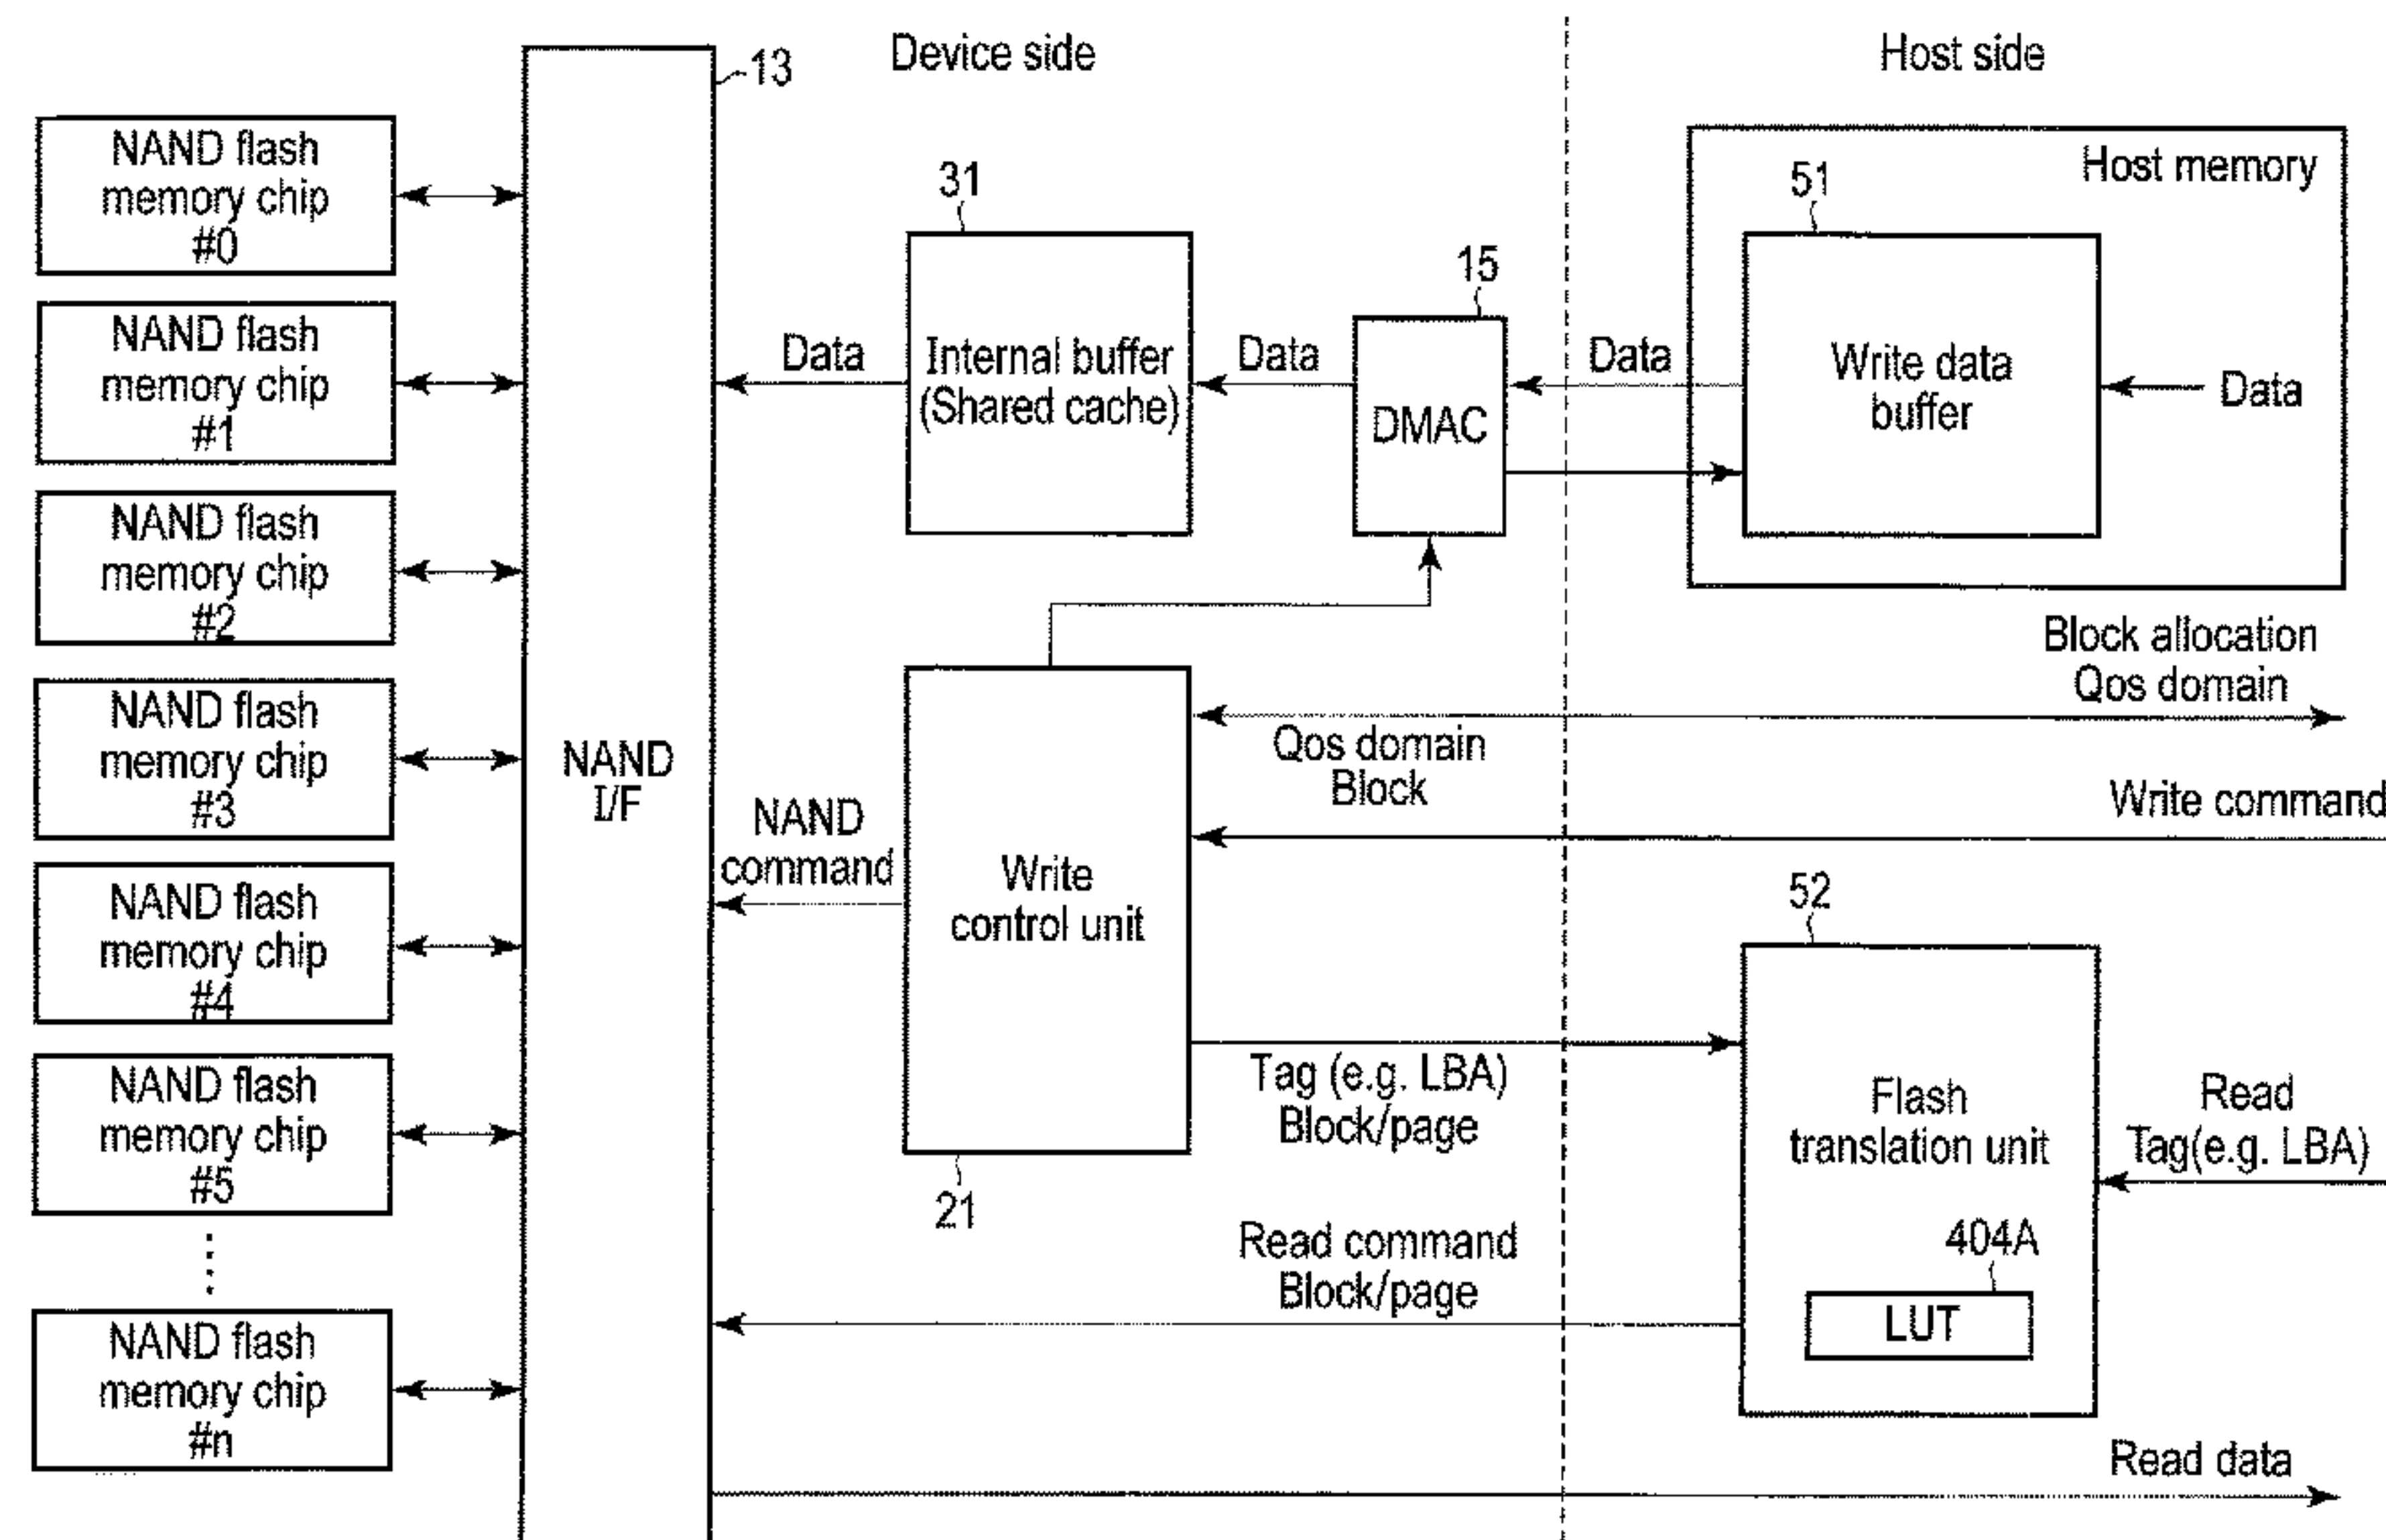 Device side
Host side
13
NAND flash
memory chip
#0
NAND flash
memory chip
#1
NAND flash
memory chip
#2
NAND flash
memory chip
#3
NAND flash
memory chip
#4
NAND flash
memory chip
#5
NAND flash
memory chip
#n
NAND
I/F
Data
31
Internal buffer
(Shared cache)
Data
15
DMAC
Data
Host memory
51
Write data
buffer
Data
Block allocation
Qos domain
Qos domain
Block
Write command
NAND
command
Write
control unit
21
Tag (e.g. LBA)
Block/page
52
Flash
translation unit
Read
Tag(e.g. LBA)
404A
LUT
Read command
Block/page
Read data